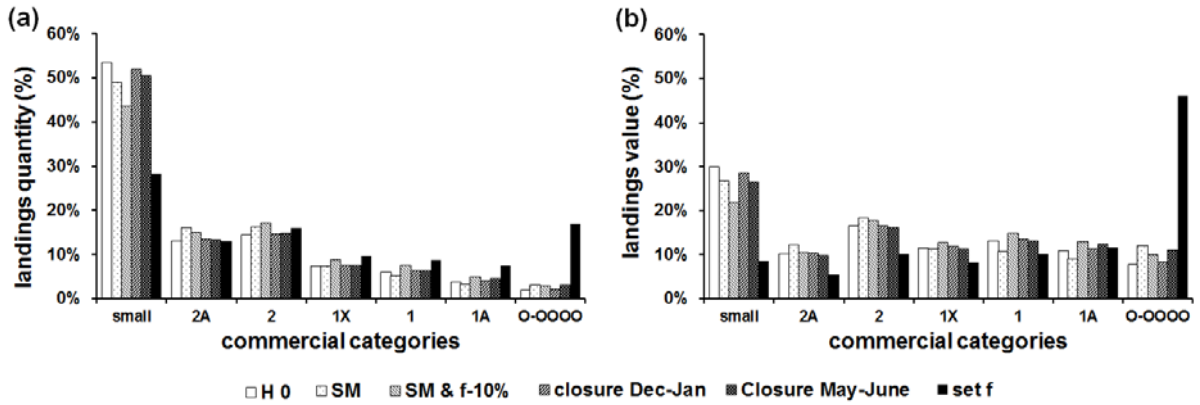 (a)
landings quantity (%)
60%
50%
40%
30%
20%
10%
0%
small 2A 2 1X 1 1A O-OOOO
commercial categories
(b)
landings value (%)
60%
50%
40%
30%
20%
10%
0%
small 2A 2 1X 1 1A O-OOOO
commercial categories
H 0 SM SM & f-10% closure Dec-Jan Closure May-June set f